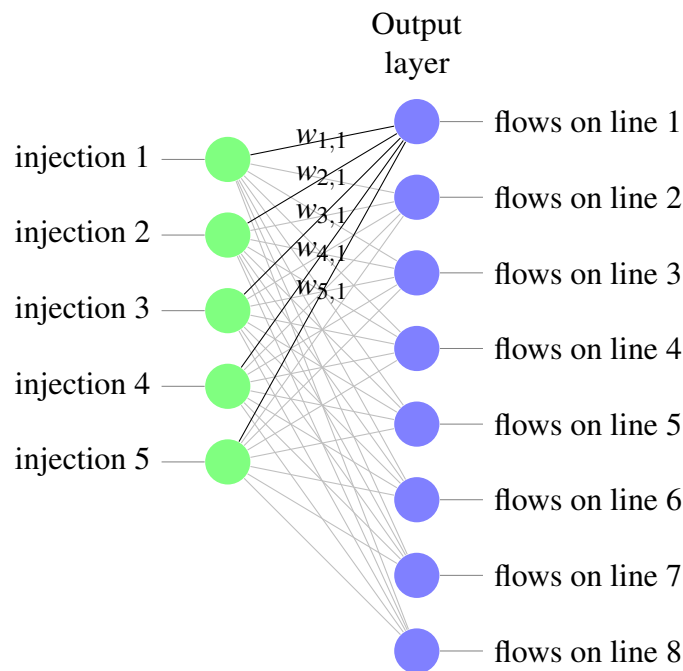 Output
layer
injection 1
injection 2
injection 3
injection 4
injection 5
w1,1
w2,1
w3,1
w4,1
w5,1
flows on line 1
flows on line 2
flows on line 3
flows on line 4
flows on line 5
flows on line 6
flows on line 7
flows on line 8